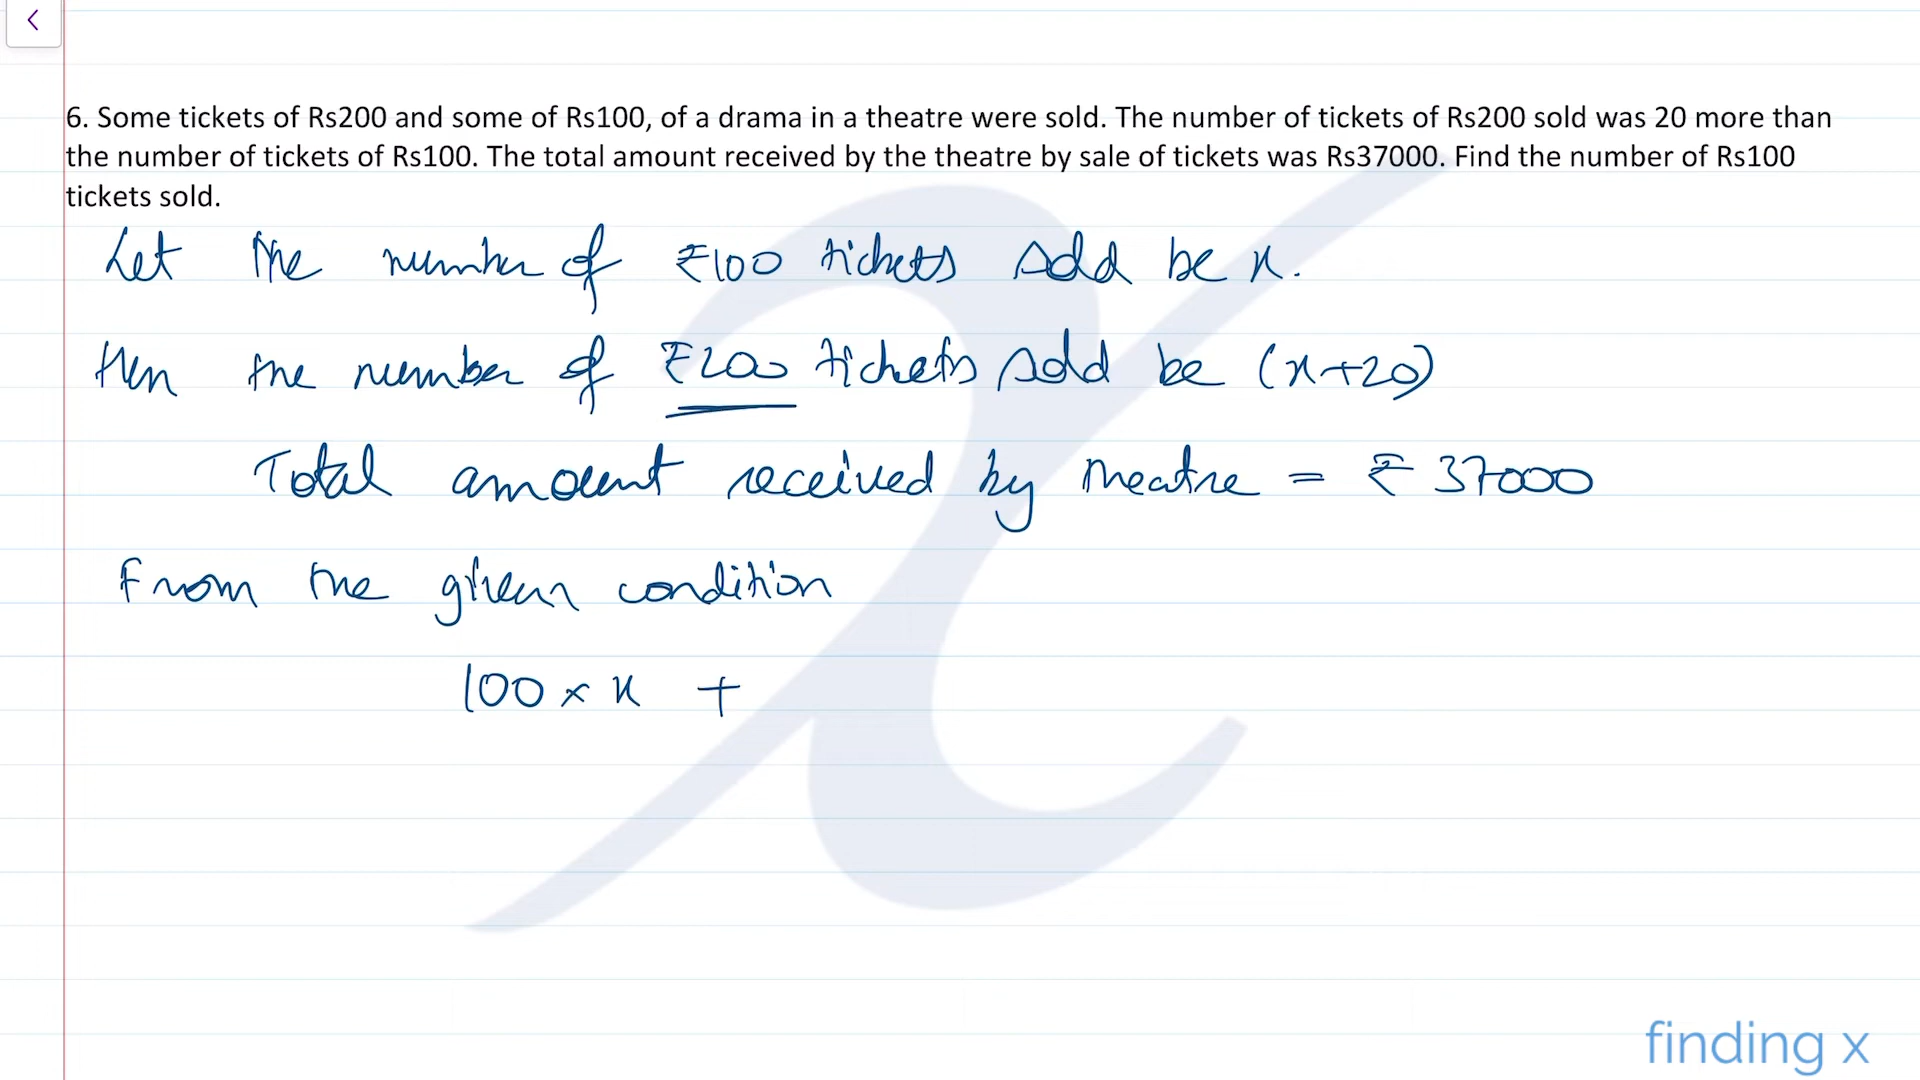 6. Some tickets of Rs200 and some of Rs100, of a drama in a theatre were sold. The number of tickets of Rs200 sold was 20 more than
the number of tickets of Rs100. The total amount received by the theatre by sale of tickets was Rs37000. Find the number of Rs100
tickets sold.
Let the number of ₹100 tickets sold be x.
then the number of ₹200 tickets sold be (x+20)
Total amount received by theatre = ₹ 37000
From the given condition
100 × x +
finding x